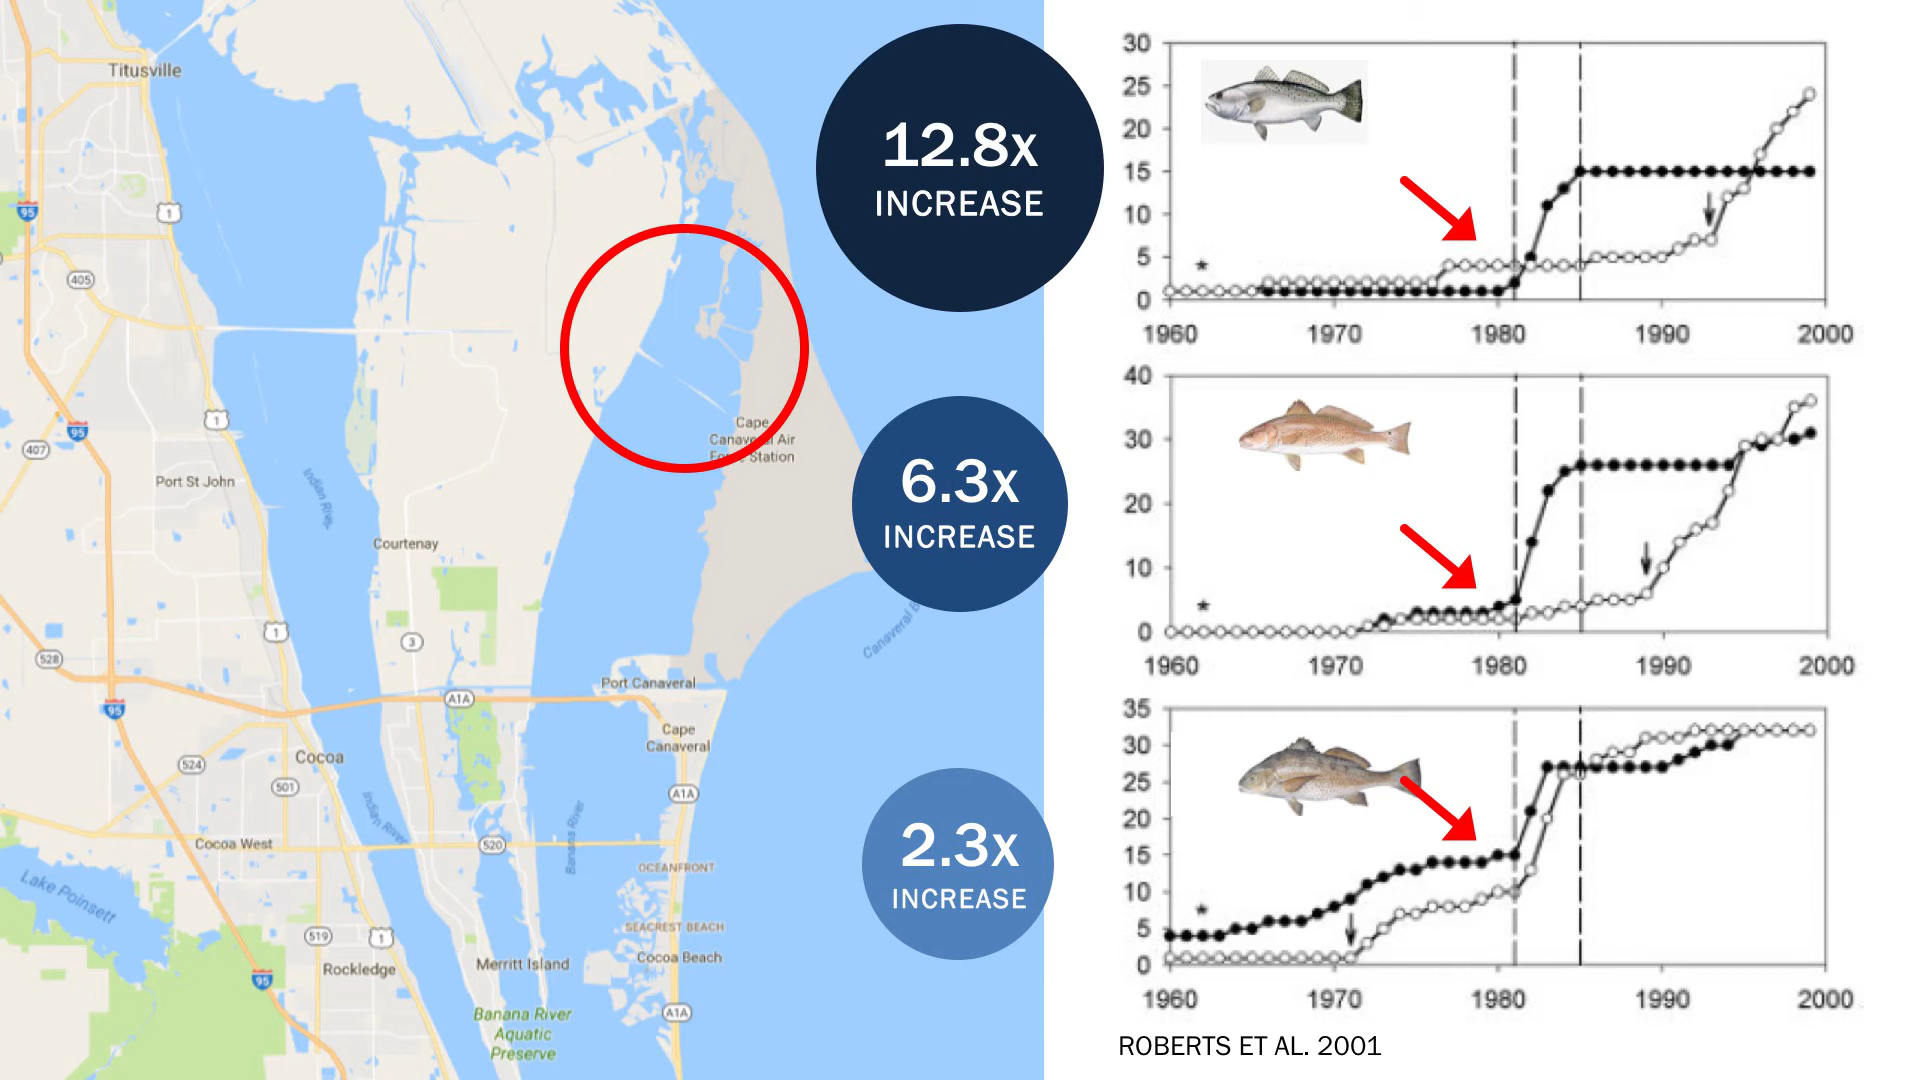 Titusville
95
1
405
407
95
1
Port St John
Indian River
Courtenay
1
3
528
95
A1A
Port Canaveral
Cape
Canaveral
Cape
Canaveral Air
Force Station
Canaveral B
524
Cocoa
501
A1A
Indian River
Banana River
Cocoa West
520
OCEANFRONT
Lake Poinsett
519
1
SEACREST BEACH
Rockledge
Merritt Island
Cocoa Beach
95
Banana River
Aquatic
Preserve
A1A
12.8x
INCREASE
6.3x
INCREASE
2.3x
INCREASE
30
25
20
15
10
5
0
*
1960 1970 1980 1990 2000
40
30
20
10
0
*
1960 1970 1980 1990 2000
35
30
25
20
15
10
5
0
*
1960 1970 1980 1990 2000
ROBERTS ET AL. 2001